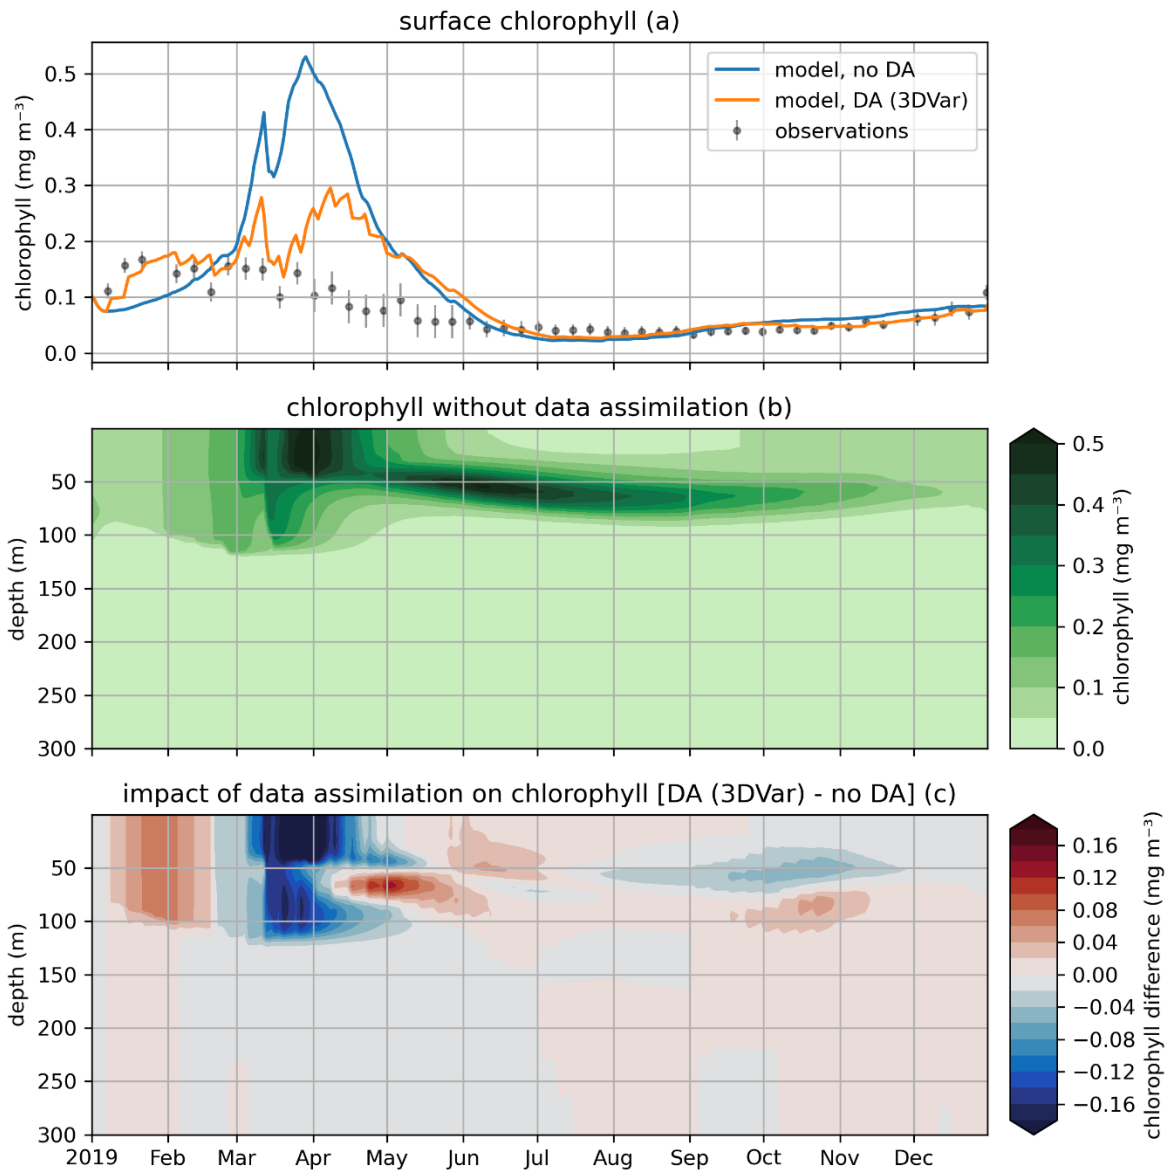 surface chlorophyll (a)
chlorophyll (mg m⁻³)
0.5
0.4
0.3
0.2
0.1
0.0
model, no DA
model, DA (3DVar)
observations
chlorophyll without data assimilation (b)
depth (m)
50
100
150
200
250
300
0.5
0.4
0.3
0.2
0.1
0.0
chlorophyll (mg m⁻³)
impact of data assimilation on chlorophyll [DA (3DVar) - no DA] (c)
depth (m)
50
100
150
200
250
300
0.16
0.12
0.08
0.04
0.00
−0.04
−0.08
−0.12
−0.16
chlorophyll difference (mg m⁻³)
2019 Feb Mar Apr May Jun Jul Aug Sep Oct Nov Dec